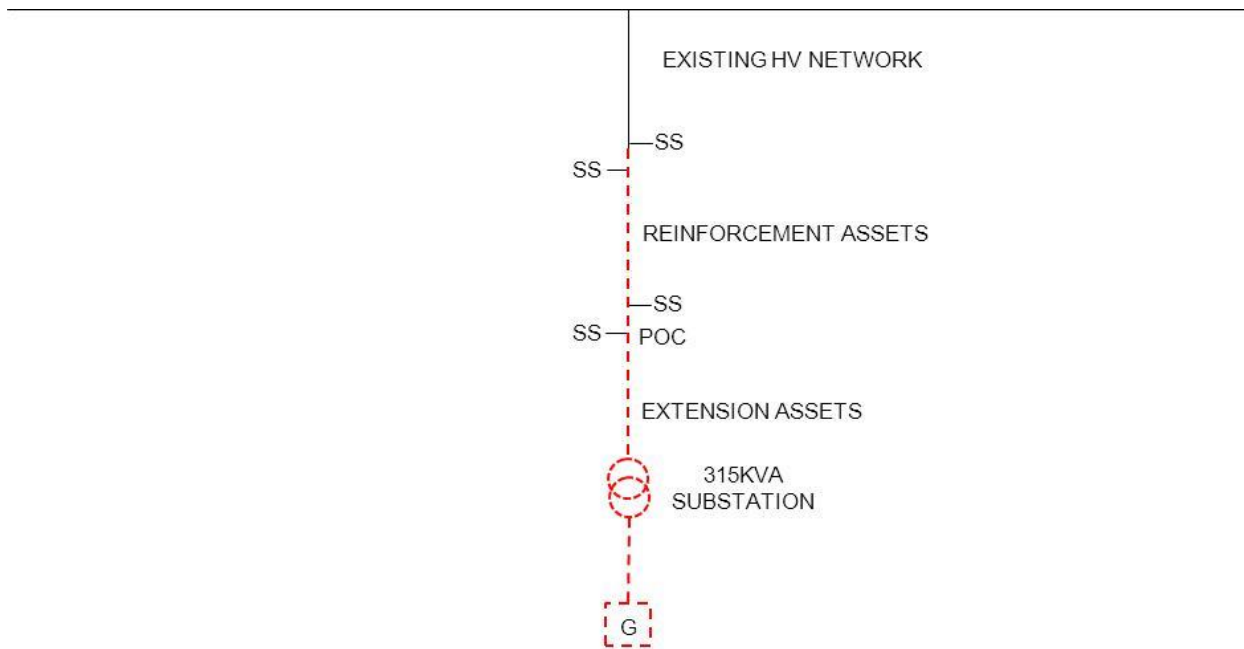 EXISTING HV NETWORK
SS
SS
REINFORCEMENT ASSETS
SS
SS
POC
EXTENSION ASSETS
315KVA
SUBSTATION
G